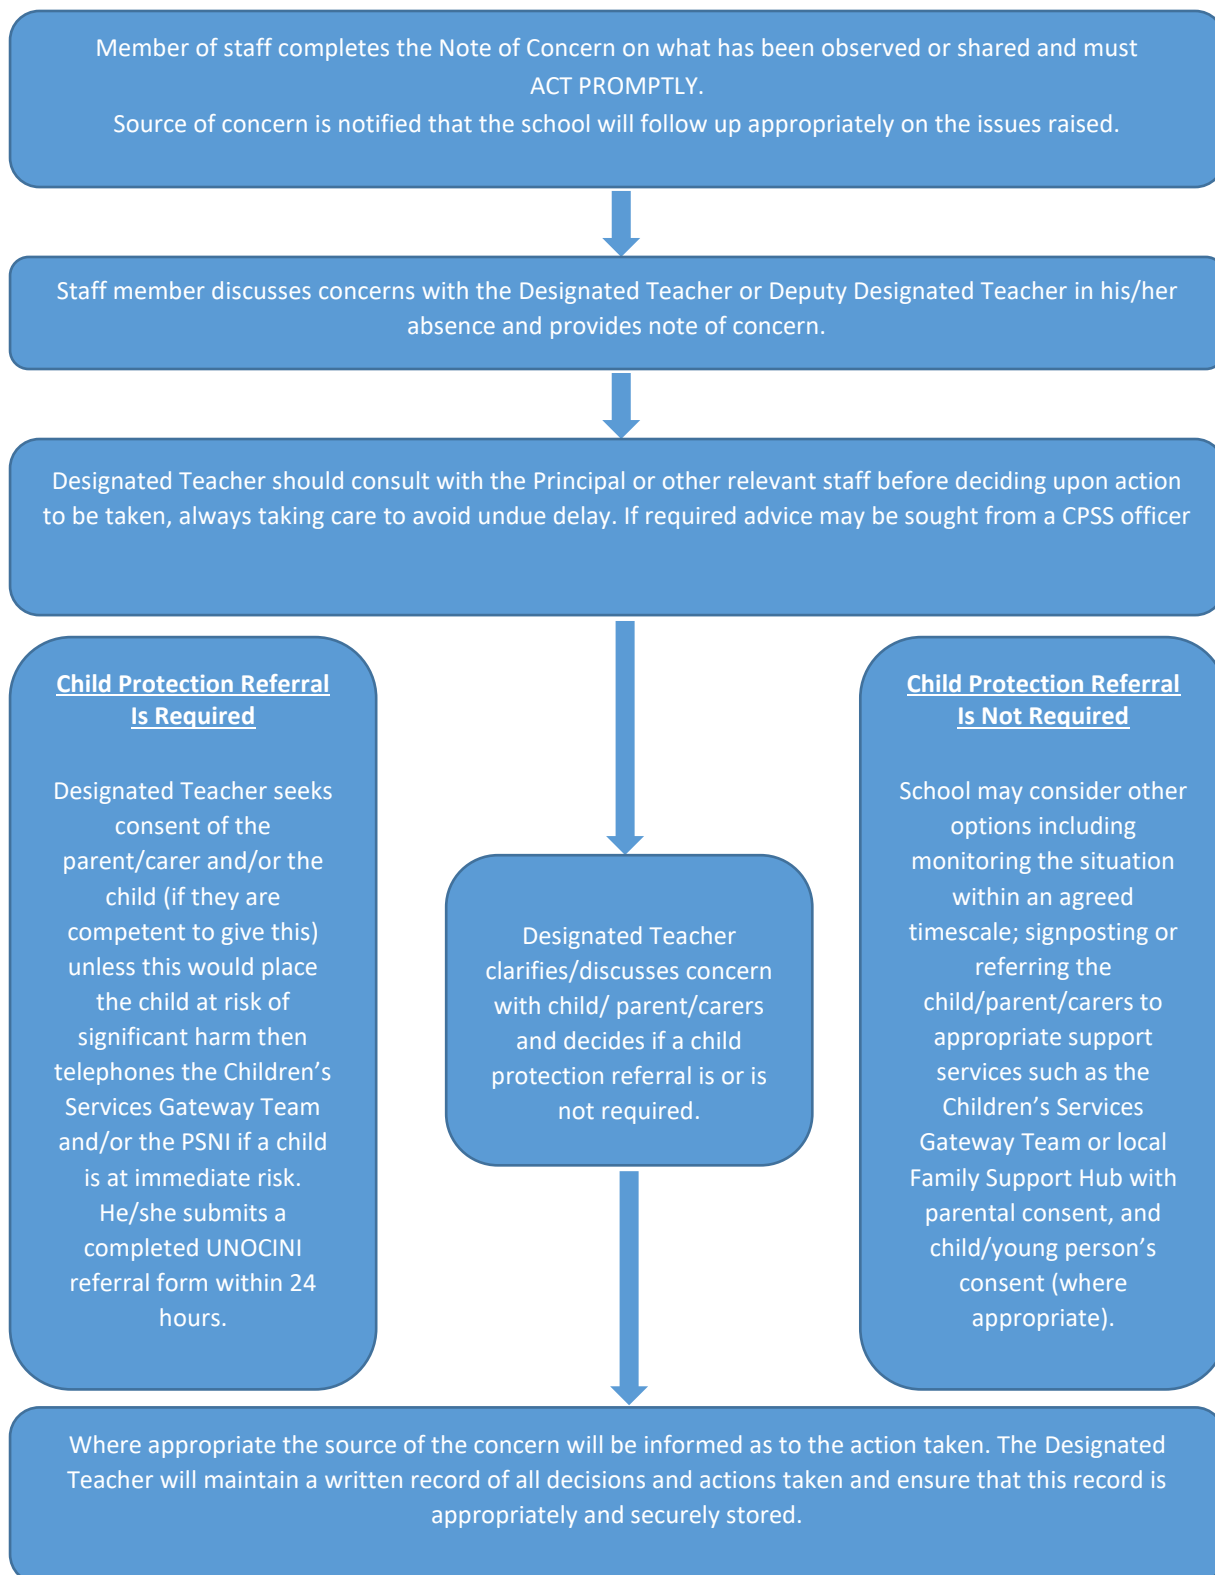 Member of staff completes the Note of Concern on what has been observed or shared and must
ACT PROMPTLY.
Source of concern is notified that the school will follow up appropriately on the issues raised.
Staff member discusses concerns with the Designated Teacher or Deputy Designated Teacher in his/her
absence and provides note of concern.
Designated Teacher should consult with the Principal or other relevant staff before deciding upon action
to be taken, always taking care to avoid undue delay. If required advice may be sought from a CPSS officer
Child Protection Referral
Is Required
Designated Teacher seeks
consent of the
parent/carer and/or the
child (if they are
competent to give this)
unless this would place
the child at risk of
significant harm then
telephones the Children’s
Services Gateway Team
and/or the PSNI if a child
is at immediate risk.
He/she submits a
completed UNOCINI
referral form within 24
hours.
Designated Teacher
clarifies/discusses concern
with child/ parent/carers
and decides if a child
protection referral is or is
not required.
Child Protection Referral
Is Not Required
School may consider other
options including
monitoring the situation
within an agreed
timescale; signposting or
referring the
child/parent/carers to
appropriate support
services such as the
Children’s Services
Gateway Team or local
Family Support Hub with
parental consent, and
child/young person’s
consent (where
appropriate).
Where appropriate the source of the concern will be informed as to the action taken. The Designated
Teacher will maintain a written record of all decisions and actions taken and ensure that this record is
appropriately and securely stored.